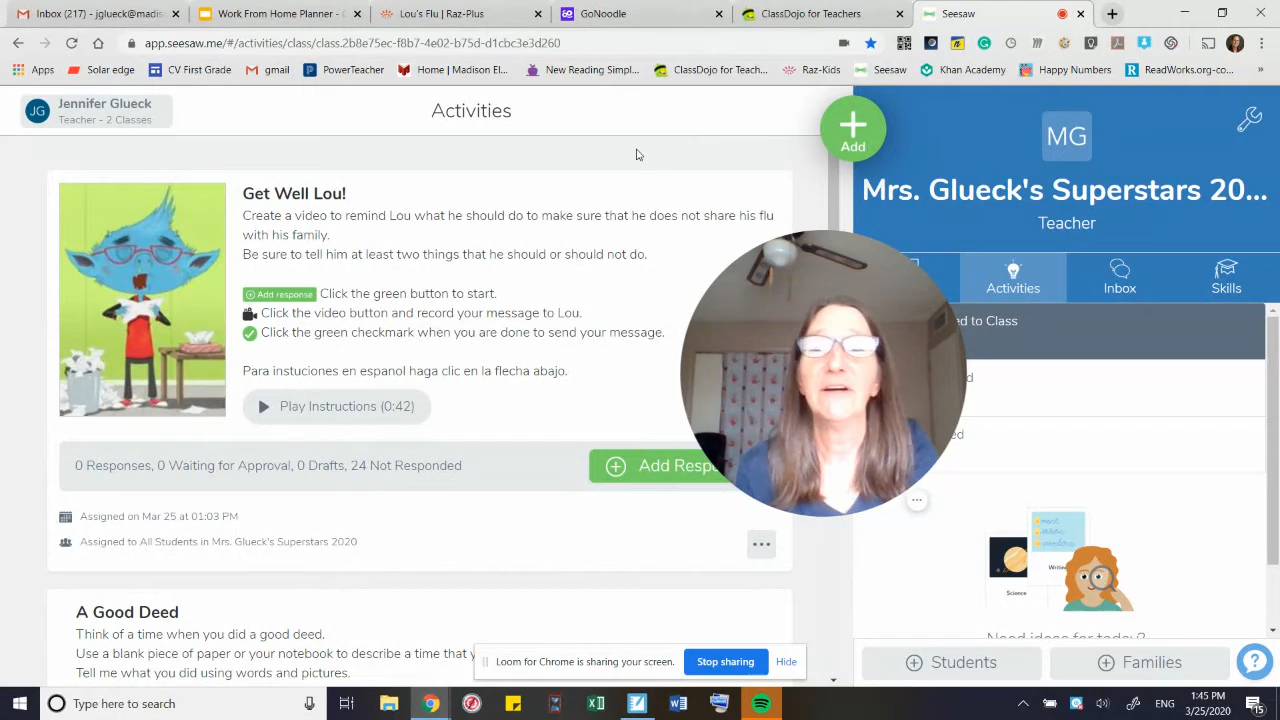 Inbox (217) - jglueck@madis
Work From Home Planner -
Lou's Flu | Raz-Plus
GoNoodle
ClassDojo for Teachers
Seesaw
app.seesaw.me/#/activities/class/class.2b8e75ec-f8b7-4e02-b75d-d1cbc3e3d260
Apps
Solar edge
CV First Grade
gmail
PowerTeacher
Home | Madison El...
New Reading Simpl...
ClassDojo for Teach...
Raz-Kids
Seesaw
Khan Academy
Happy Numbers
ReadWorks.org-co...
»
JG
Jennifer Glueck
Teacher - 2 Classes
Activities
Add
MG
Mrs. Glueck's Superstars 20...
Teacher
Activities
Inbox
Skills
Get Well Lou!
Create a video to remind Lou what he should do to make sure that he does not share his flu
with his family.
Be sure to tell him at least two things that he should or should not do.
Add response Click the green button to start.
Click the video button and record your message to Lou.
Click the green checkmark when you are done to send your message.
Para instuciones en espanol haga clic en la flecha abajo.
Play Instructions (0:42)
0 Responses, 0 Waiting for Approval, 0 Drafts, 24 Not Responded
Add Resp
Assigned on Mar 25 at 01:03 PM
Assigned to All Students in Mrs. Glueck's Superstars 20
ed to Class
d
ed
Science
Need ideas for today?
A Good Deed
Think of a time when you did a good deed.
Use a blank piece of paper or your notebook to describe a time that y
Tell me what you did using words and pictures.
Loom for Chrome is sharing your screen.
Stop sharing
Hide
Students
Families
Type here to search
ENG
1:45 PM
3/25/2020
15